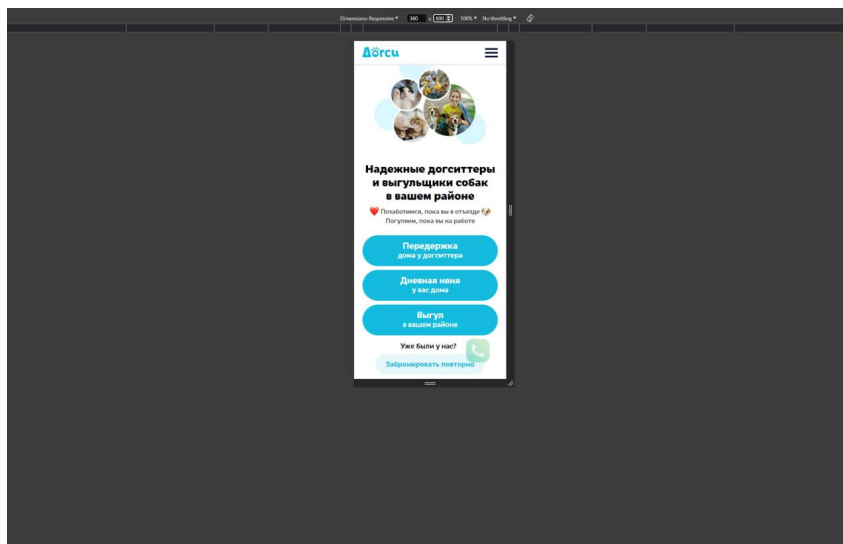 Dimensions: Responsive ▼ 360 × 800 100% ▼ No throttling ▼
Догси
Надежные догситтеры
и выгульщики собак
в вашем районе
❤️ Позаботимся, пока вы в отъезде 🐶
Погуляем, пока вы на работе
Передержка
дома у догситтера
Дневная няня
у вас дома
Выгул
в вашем районе
Уже были у нас?
Забронировать повторно